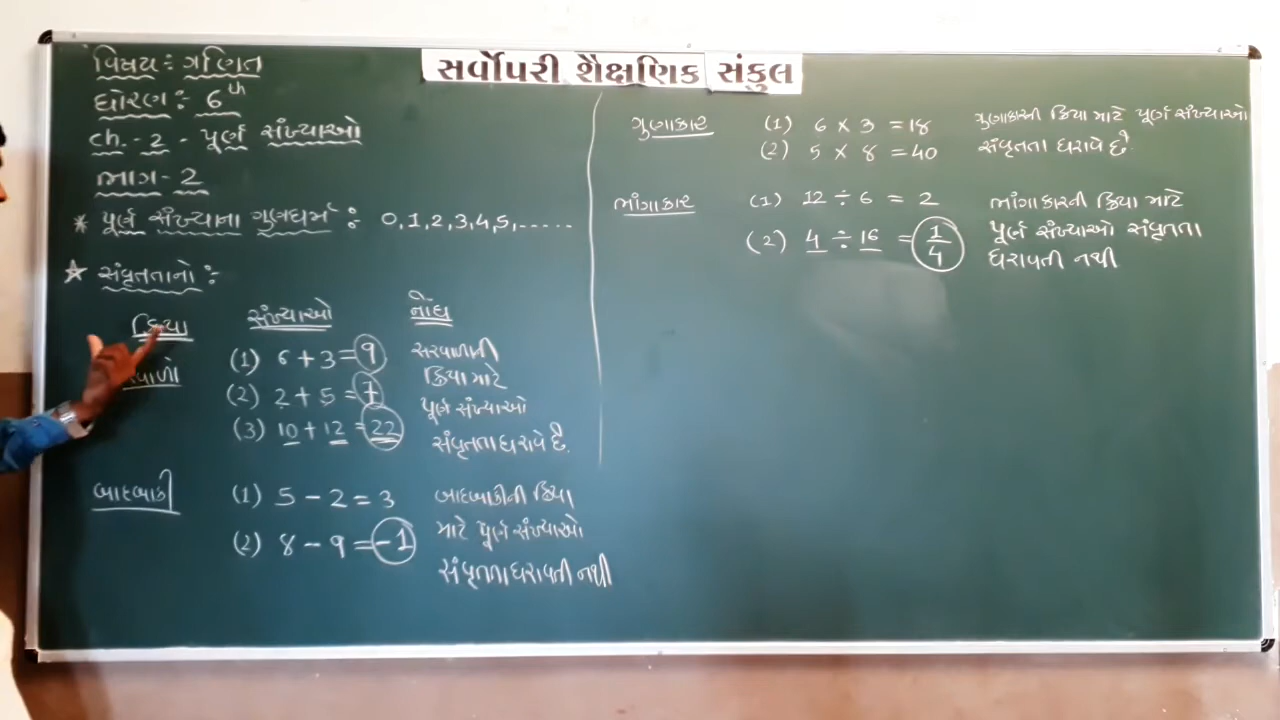 સર્વોપરી શૈક્ષણિક સંકુલ
વિષય : ગણિત
ધોરણ : 6th
ch. - 2 - પૂર્ણ સંખ્યાઓ
ભાગ - 2
* પૂર્ણ સંખ્યાના ગુણધર્મ : 0,1,2,3,4,5,.....
☆ સંવૃતતાનો :
ક્રિયા સંખ્યાઓ નોંધ
(1) 6 + 3 = 9 સરવાળાની
વાળો (2) 2 + 5 = 7 ક્રિયા માટે
પૂર્ણ સંખ્યાઓ
(3) 10 + 12 = 22 સંવૃતતા ધરાવે છે.
બાદબાકી (1) 5 - 2 = 3 બાદબાકીની ક્રિયા
માટે પૂર્ણ સંખ્યાઓ
(2) 8 - 9 = -1
સંવૃતતા ધરાવતી નથી
ગુણાકાર (1) 6 × 3 = 18 ગુણાકારની ક્રિયા માટે પૂર્ણ સંખ્યાઓ
(2) 5 × 8 = 40 સંવૃતતા ધરાવે છે.
ભાંગાકાર (1) 12 ÷ 6 = 2 ભાંગાકારની ક્રિયા માટે
(2) 4 ÷ 16 = 1/4 પૂર્ણ સંખ્યાઓ સંવૃતતા
ધરાવતી નથી